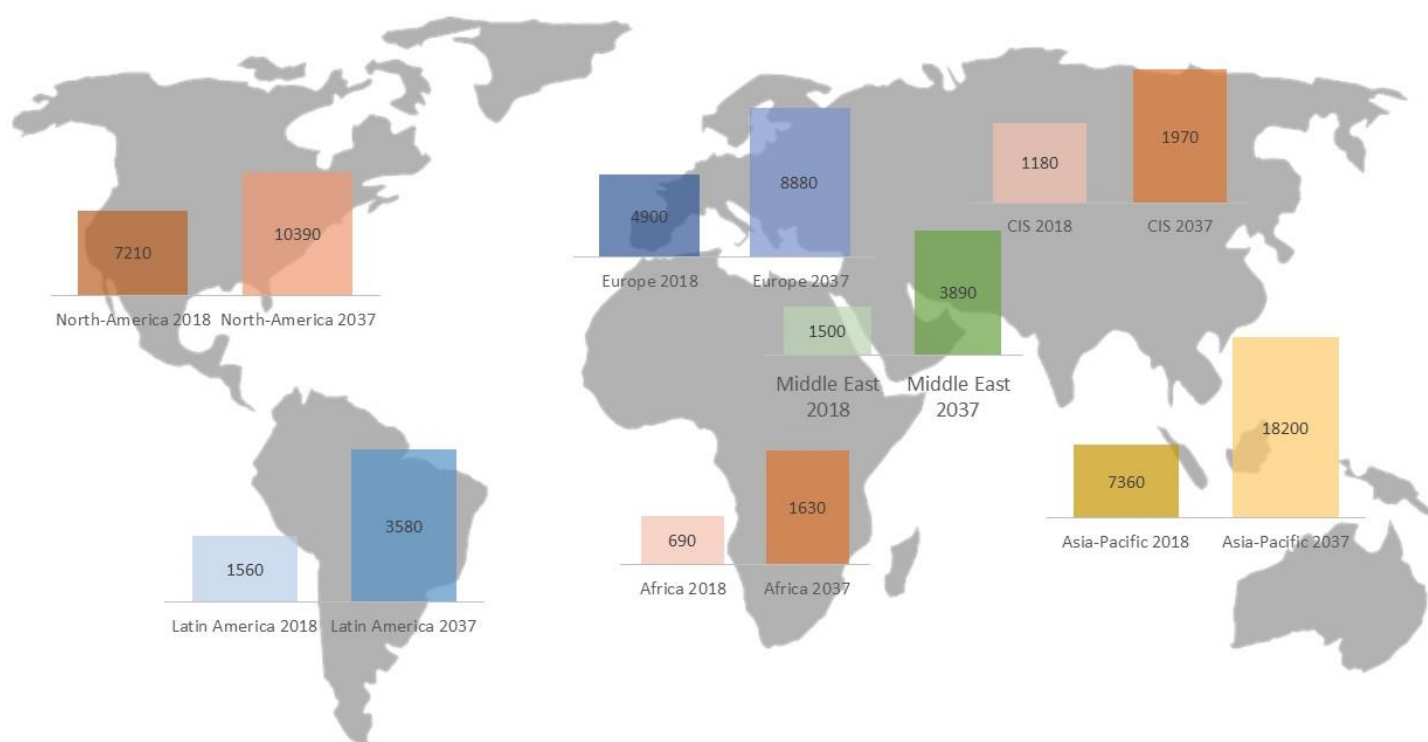 7210
10390
North-America 2018
North-America 2037
4900
8880
Europe 2018
Europe 2037
1180
1970
CIS 2018
CIS 2037
1500
3890
Middle East
2018
Middle East
2037
7360
18200
Asia-Pacific 2018
Asia-Pacific 2037
1560
3580
Latin America 2018
Latin America 2037
690
1630
Africa 2018
Africa 2037